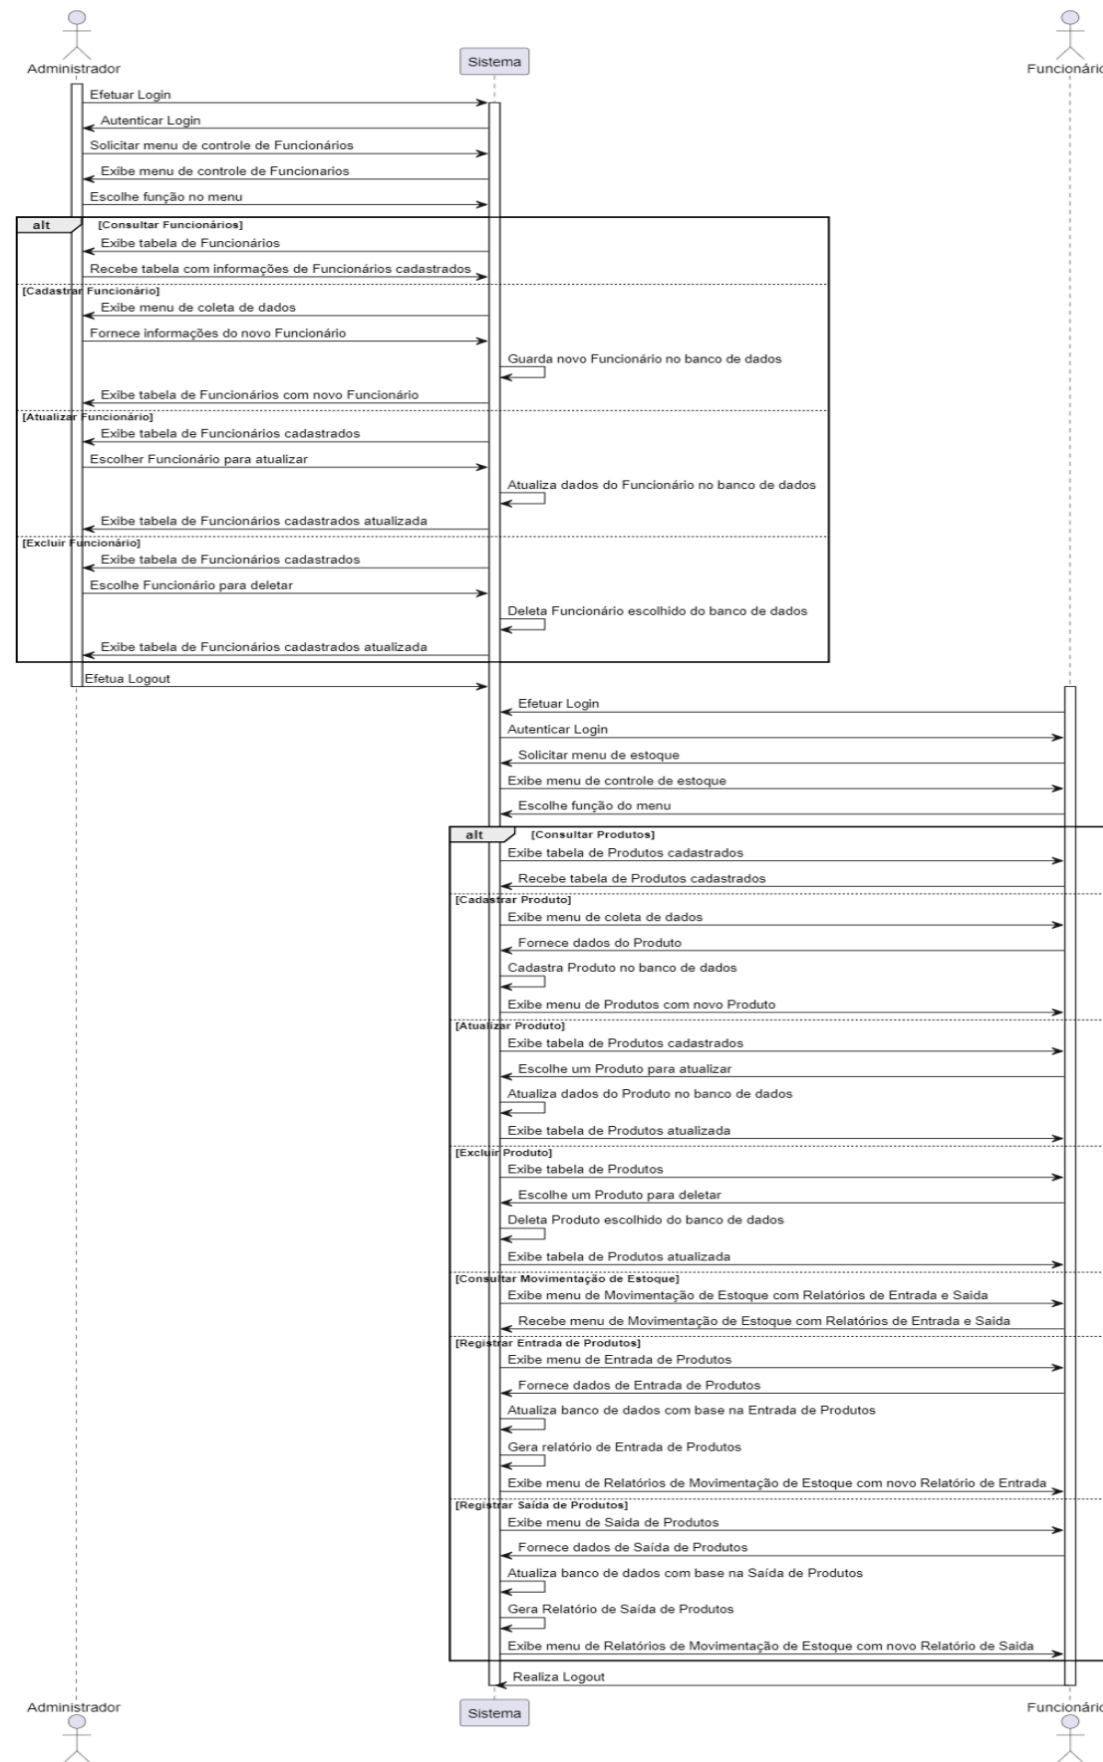 Administrador
Sistema
Funcionário
Efetuar Login
Autenticar Login
Solicitar menu de controle de Funcionários
Exibe menu de controle de Funcionarios
Escolhe função no menu
alt [Consultar Funcionários]
Exibe tabela de Funcionários
Recebe tabela com informações de Funcionários cadastrados
[Cadastrar Funcionário]
Exibe menu de coleta de dados
Fornece informações do novo Funcionário
Guarda novo Funcionário no banco de dados
Exibe tabela de Funcionários com novo Funcionário
[Atualizar Funcionário]
Exibe tabela de Funcionários cadastrados
Escolher Funcionário para atualizar
Atualiza dados do Funcionário no banco de dados
Exibe tabela de Funcionários cadastrados atualizada
[Excluir Funcionário]
Exibe tabela de Funcionários cadastrados
Escolhe Funcionário para deletar
Deleta Funcionário escolhido do banco de dados
Exibe tabela de Funcionários cadastrados atualizada
Efetua Logout
Efetuar Login
Autenticar Login
Solicitar menu de estoque
Exibe menu de controle de estoque
Escolhe função do menu
alt [Consultar Produtos]
Exibe tabela de Produtos cadastrados
Recebe tabela de Produtos cadastrados
[Cadastrar Produto]
Exibe menu de coleta de dados
Fornece dados do Produto
Cadastra Produto no banco de dados
Exibe menu de Produtos com novo Produto
[Atualizar Produto]
Exibe tabela de Produtos cadastrados
Escolhe um Produto para atualizar
Atualiza dados do Produto no banco de dados
Exibe tabela de Produtos atualizada
[Excluir Produto]
Exibe tabela de Produtos
Escolhe um Produto para deletar
Deleta Produto escolhido do banco de dados
Exibe tabela de Produtos atualizada
[Consultar Movimentação de Estoque]
Exibe menu de Movimentação de Estoque com Relatórios de Entrada e Saida
Recebe menu de Movimentação de Estoque com Relatórios de Entrada e Saida
[Registrar Entrada de Produtos]
Exibe menu de Entrada de Produtos
Fornece dados de Entrada de Produtos
Atualiza banco de dados com base na Entrada de Produtos
Gera relatório de Entrada de Produtos
Exibe menu de Relatórios de Movimentação de Estoque com novo Relatório de Entrada
[Registrar Saída de Produtos]
Exibe menu de Saida de Produtos
Fornece dados de Saída de Produtos
Atualiza banco de dados com base na Saída de Produtos
Gera Relatório de Saída de Produtos
Exibe menu de Relatórios de Movimentação de Estoque com novo Relatório de Saida
Realiza Logout
Administrador
Sistema
Funcionário